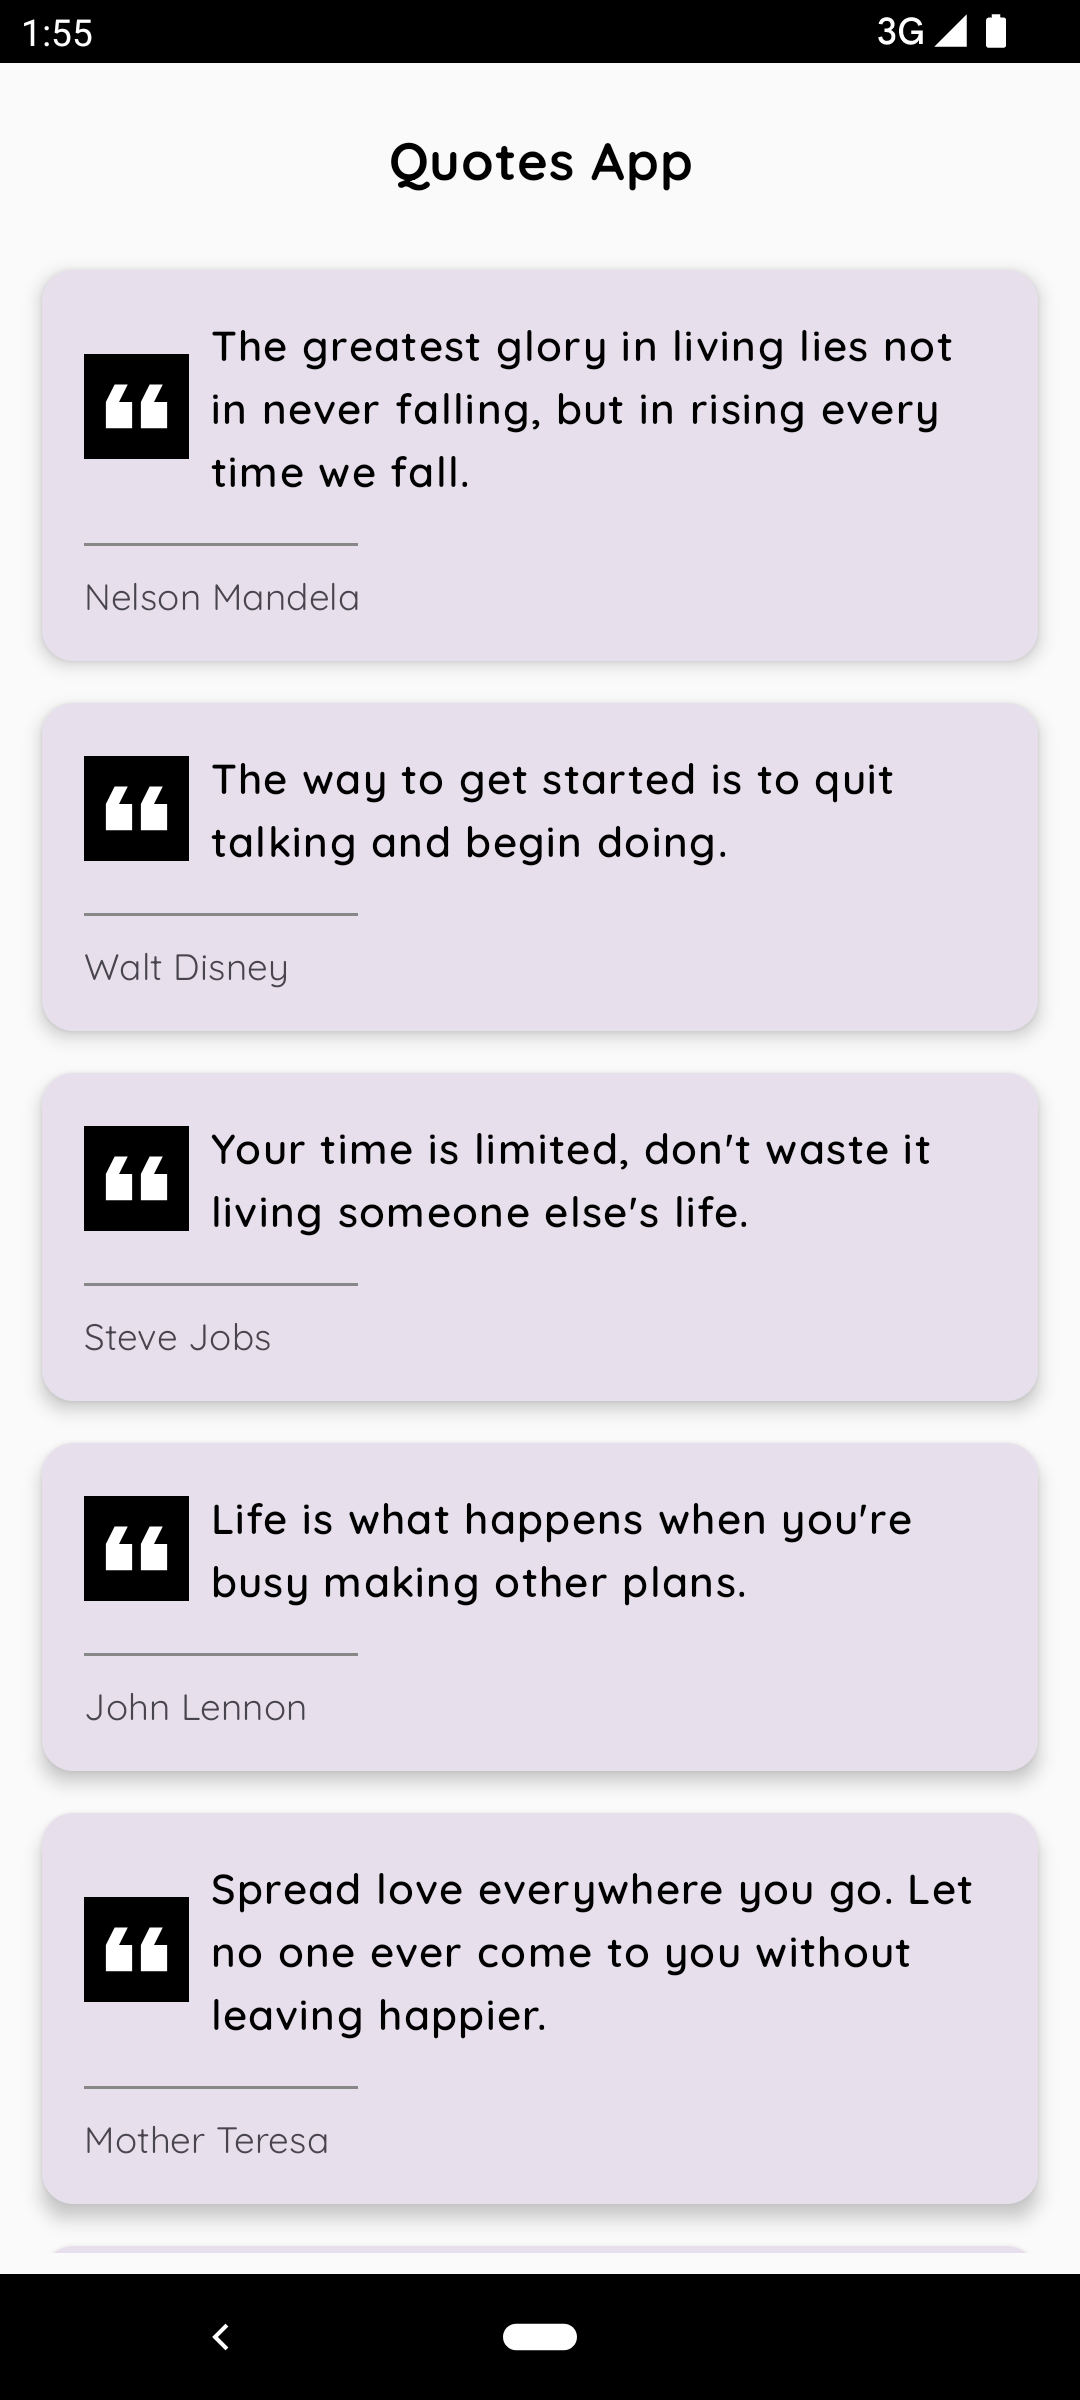 1:55 3G
Quotes App
The greatest glory in living lies not
in never falling, but in rising every
time we fall.
Nelson Mandela
The way to get started is to quit
talking and begin doing.
Walt Disney
Your time is limited, don't waste it
living someone else's life.
Steve Jobs
Life is what happens when you're
busy making other plans.
John Lennon
Spread love everywhere you go. Let
no one ever come to you without
leaving happier.
Mother Teresa